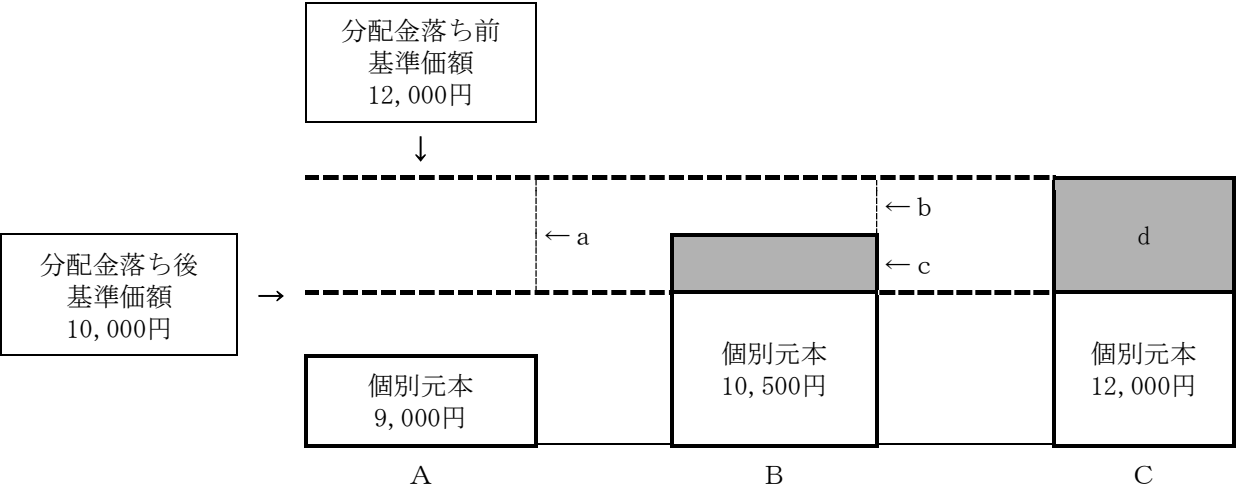 分配金落ち前
基準価額
12,000円
↓
←b
←a
d
分配金落ち後
基準価額
10,000円
→
←c
個別元本
9,000円
個別元本
10,500円
個別元本
12,000円
A
B
C